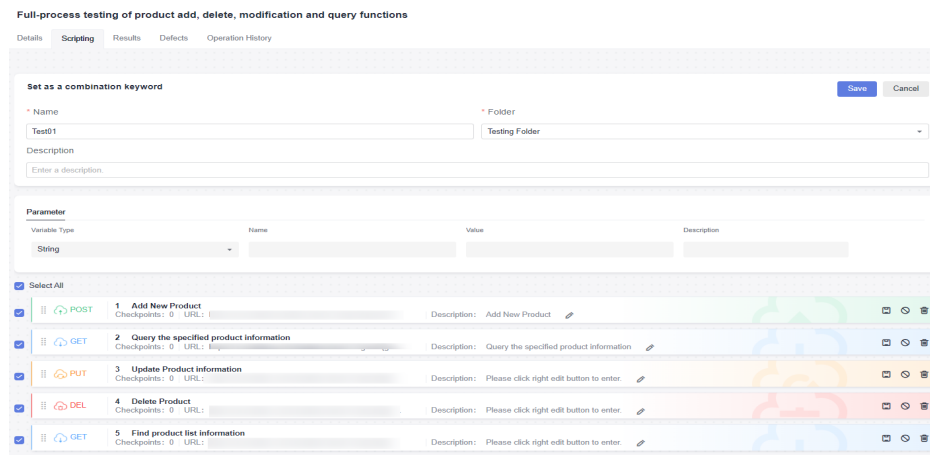 Full-process testing of product add, delete, modification and query functions
Details Scripting Results Defects Operation History
Set as a combination keyword
Save Cancel
* Name * Folder
Test01 Testing Folder
Description
Enter a description.
Parameter
Variable Type Name Value Description
String
Select All
POST 1 Add New Product
Checkpoints: 0 URL: Description: Add New Product
GET 2 Query the specified product information
Checkpoints: 0 URL: Description: Query the specified product information
PUT 3 Update Product information
Checkpoints: 0 URL: Description: Please click right edit button to enter.
DEL 4 Delete Product
Checkpoints: 0 URL: Description: Please click right edit button to enter.
GET 5 Find product list information
Checkpoints: 0 URL: Description: Please click right edit button to enter.